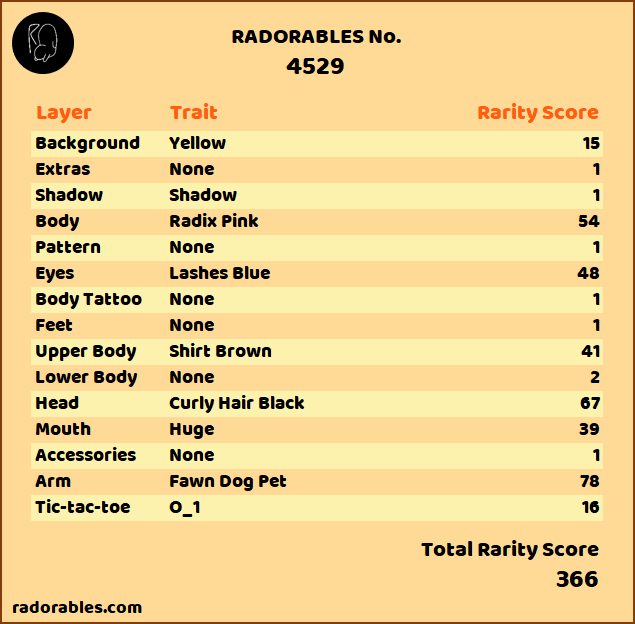 RADORABLES No.
4529
Layer Trait Rarity Score
Background Yellow 15
Extras None 1
Shadow Shadow 1
Body Radix Pink 54
Pattern None 1
Eyes Lashes Blue 48
Body Tattoo None 1
Feet None 1
Upper Body Shirt Brown 41
Lower Body None 2
Head Curly Hair Black 67
Mouth Huge 39
Accessories None 1
Arm Fawn Dog Pet 78
Tic-tac-toe O_1 16
Total Rarity Score
366
radorables.com